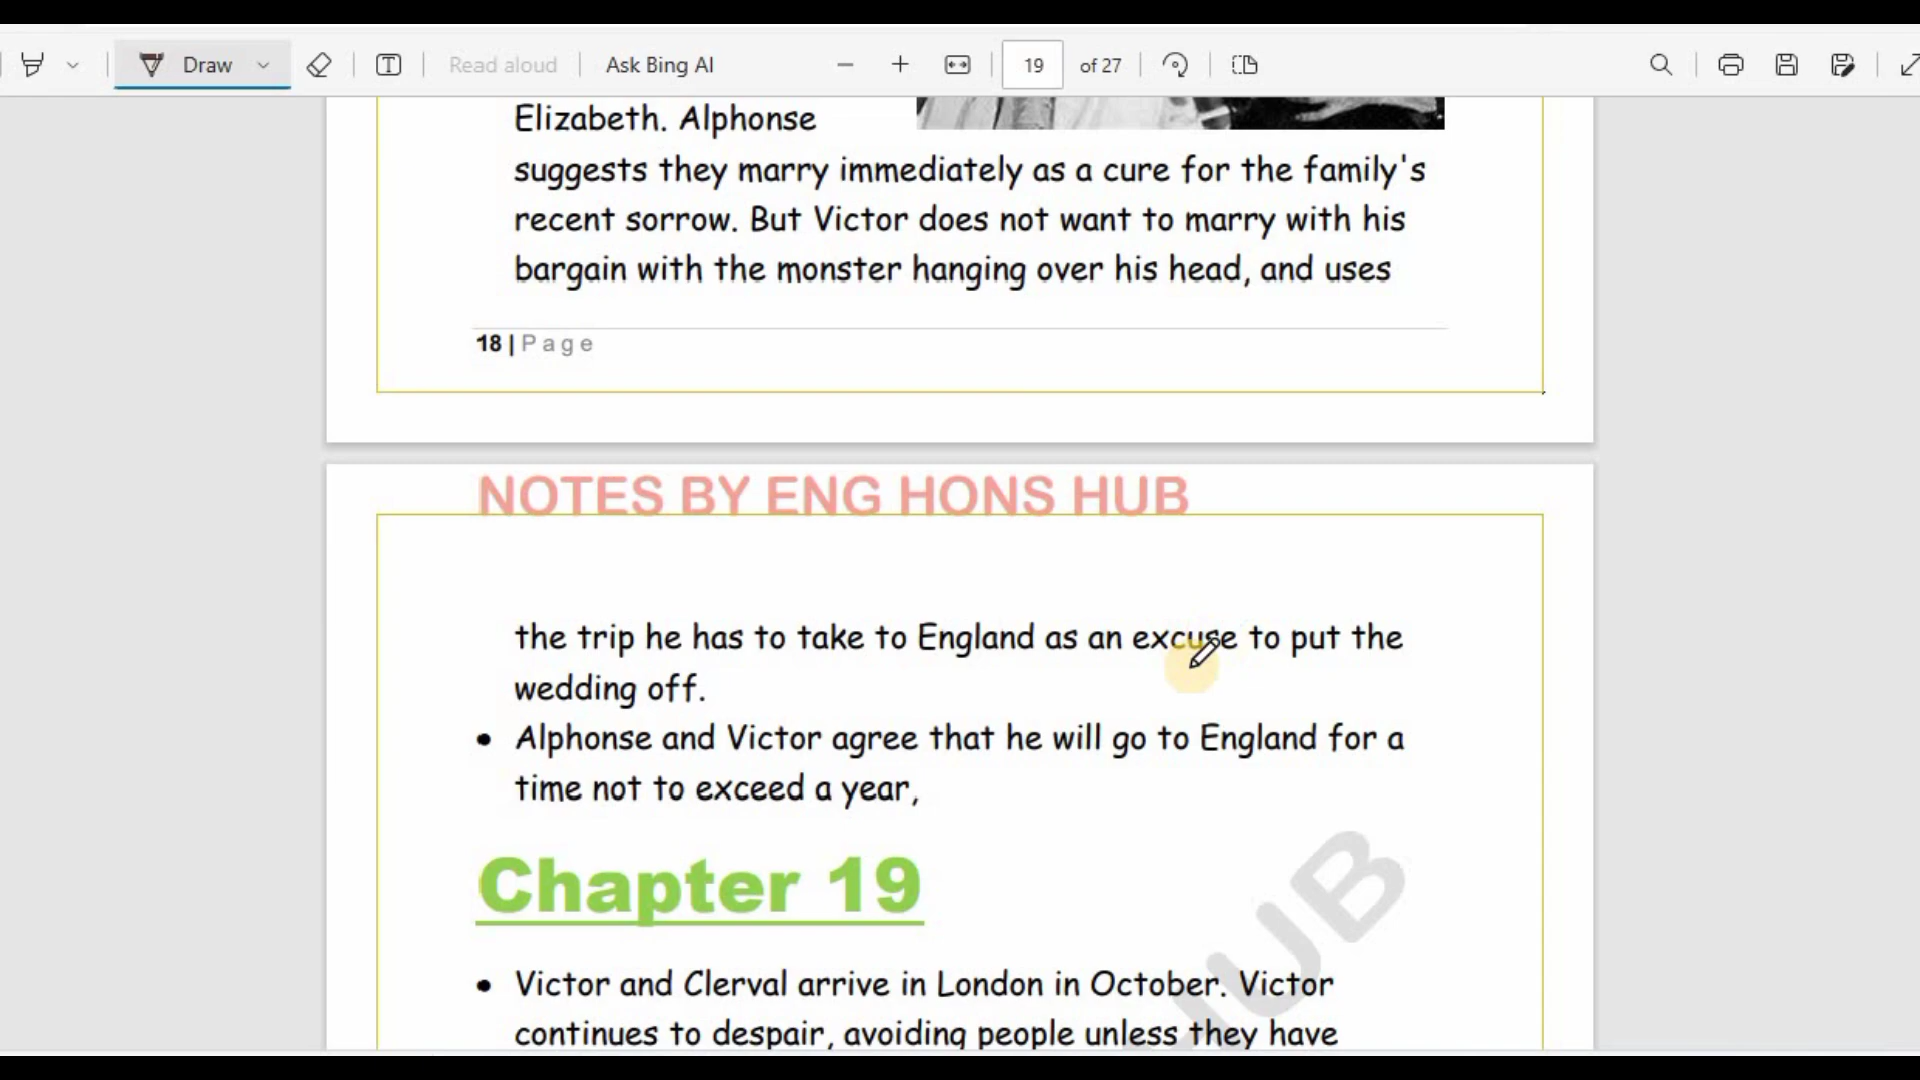 Draw
Read aloud
Ask Bing AI
19 of 27
Elizabeth. Alphonse
suggests they marry immediately as a cure for the family's
recent sorrow. But Victor does not want to marry with his
bargain with the monster hanging over his head, and uses
18 | Page
NOTES BY ENG HONS HUB
the trip he has to take to England as an excuse to put the
wedding off.
• Alphonse and Victor agree that he will go to England for a
time not to exceed a year,
Chapter 19
• Victor and Clerval arrive in London in October. Victor
continues to despair, avoiding people unless they have
HUB